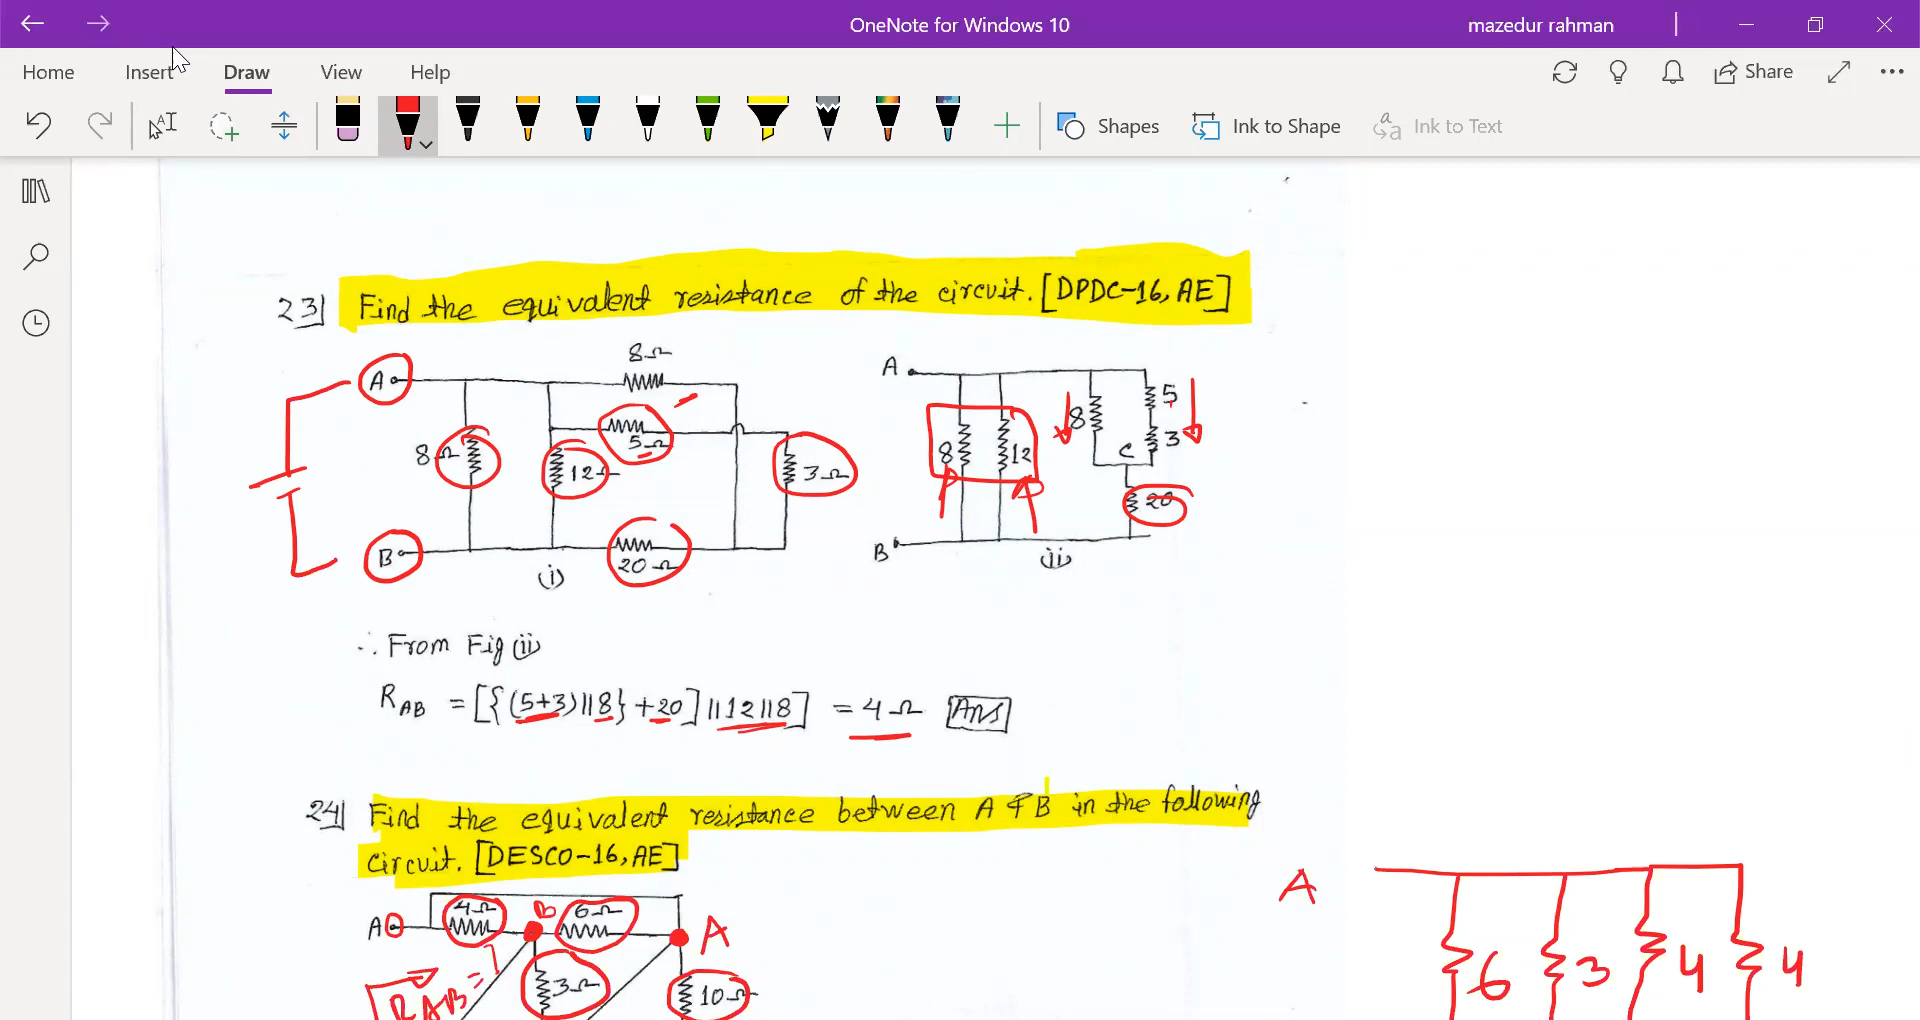 OneNote for Windows 10
mazedur rahman
Home Insert Draw View Help
Share
Shapes Ink to Shape Ink to Text
23| Find the equivalent resistance of the circuit. [DPDC-16, AE]
8Ω
A
5Ω
8Ω
12Ω
3Ω
B
20Ω
(i)
A
5
8
3
8
12
C
20
B
(ii)
∴ From Fig (ii)
R_AB = [{(5+3)||8} +20] ||12||8] = 4Ω [Ans]
24| Find the equivalent resistance between A & B in the following
circuit. [DESCO-16, AE]
A
4Ω
B
6Ω
A
R_AB = ?
3Ω
10Ω
A
6 3 4 4